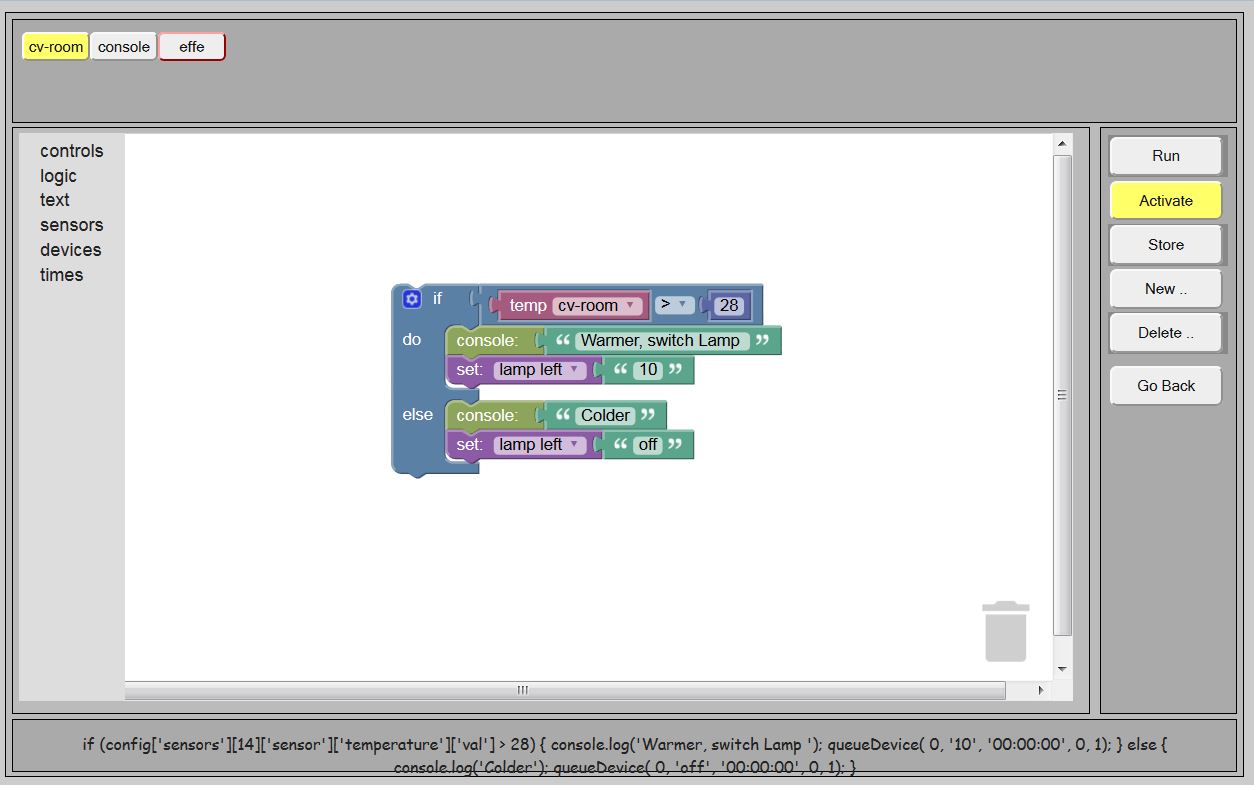 cv-room console effe
controls
logic
text
sensors
devices
times
if temp cv-room > 28
do console: “ Warmer, switch Lamp ”
set: lamp left “ 10 ”
else console: “ Colder ”
set: lamp left “ off ”
Run
Activate
Store
New ..
Delete ..
Go Back
if (config['sensors'][14]['sensor']['temperature']['val'] > 28) { console.log('Warmer, switch Lamp '); queueDevice( 0, '10', '00:00:00', 0, 1); } else {
console.log('Colder'); queueDevice( 0, 'off', '00:00:00', 0, 1); }